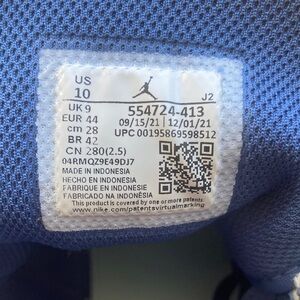 US
10
J2
UK 9
EUR 44
cm 28
BR 42
CN 280(2.5)
554724-413
09/15/21 12/01/21
UPC 00195869598512
04RMQZ9E49DJ7
MADE IN INDONESIA
HECHO EN INDONESIA
FABRIQUE EN INDONESIE
FABRICADO NA INDONÉSIA
This product is covered by one or more patents.
www.nike.com/patentsvirtualmarking